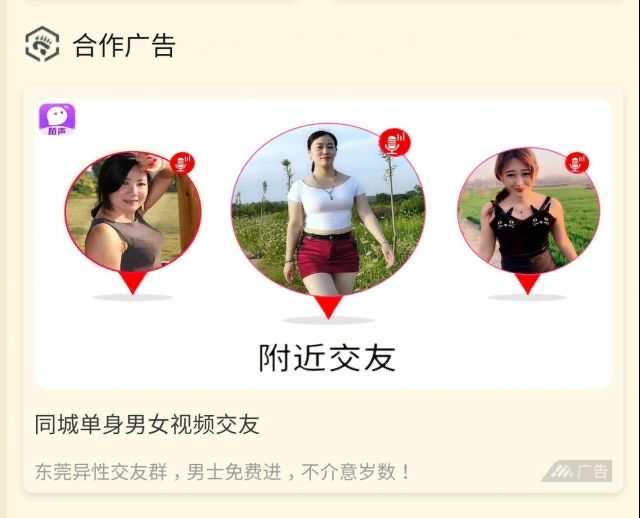 合作广告
陌声
附近交友
同城单身男女视频交友
东莞异性交友群，男士免费进，不介意岁数！
广告